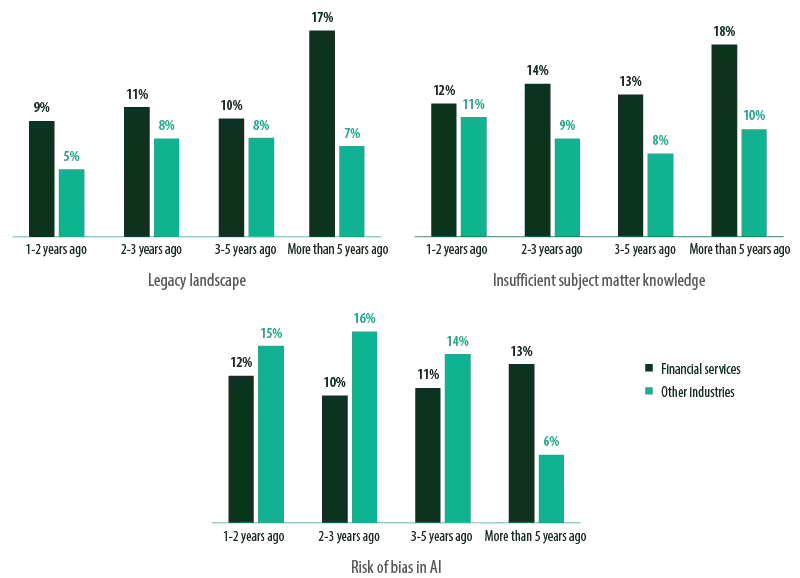 17%
11%
9%
10%
8%
8%
7%
5%
1-2 years ago
2-3 years ago
3-5 years ago
More than 5 years ago
Legacy landscape
18%
14%
13%
12%
11%
10%
9%
8%
1-2 years ago
2-3 years ago
3-5 years ago
More than 5 years ago
Insufficient subject matter knowledge
16%
15%
14%
13%
12%
11%
10%
6%
1-2 years ago
2-3 years ago
3-5 years ago
More than 5 years ago
Risk of bias in AI
Financial services
Other industries